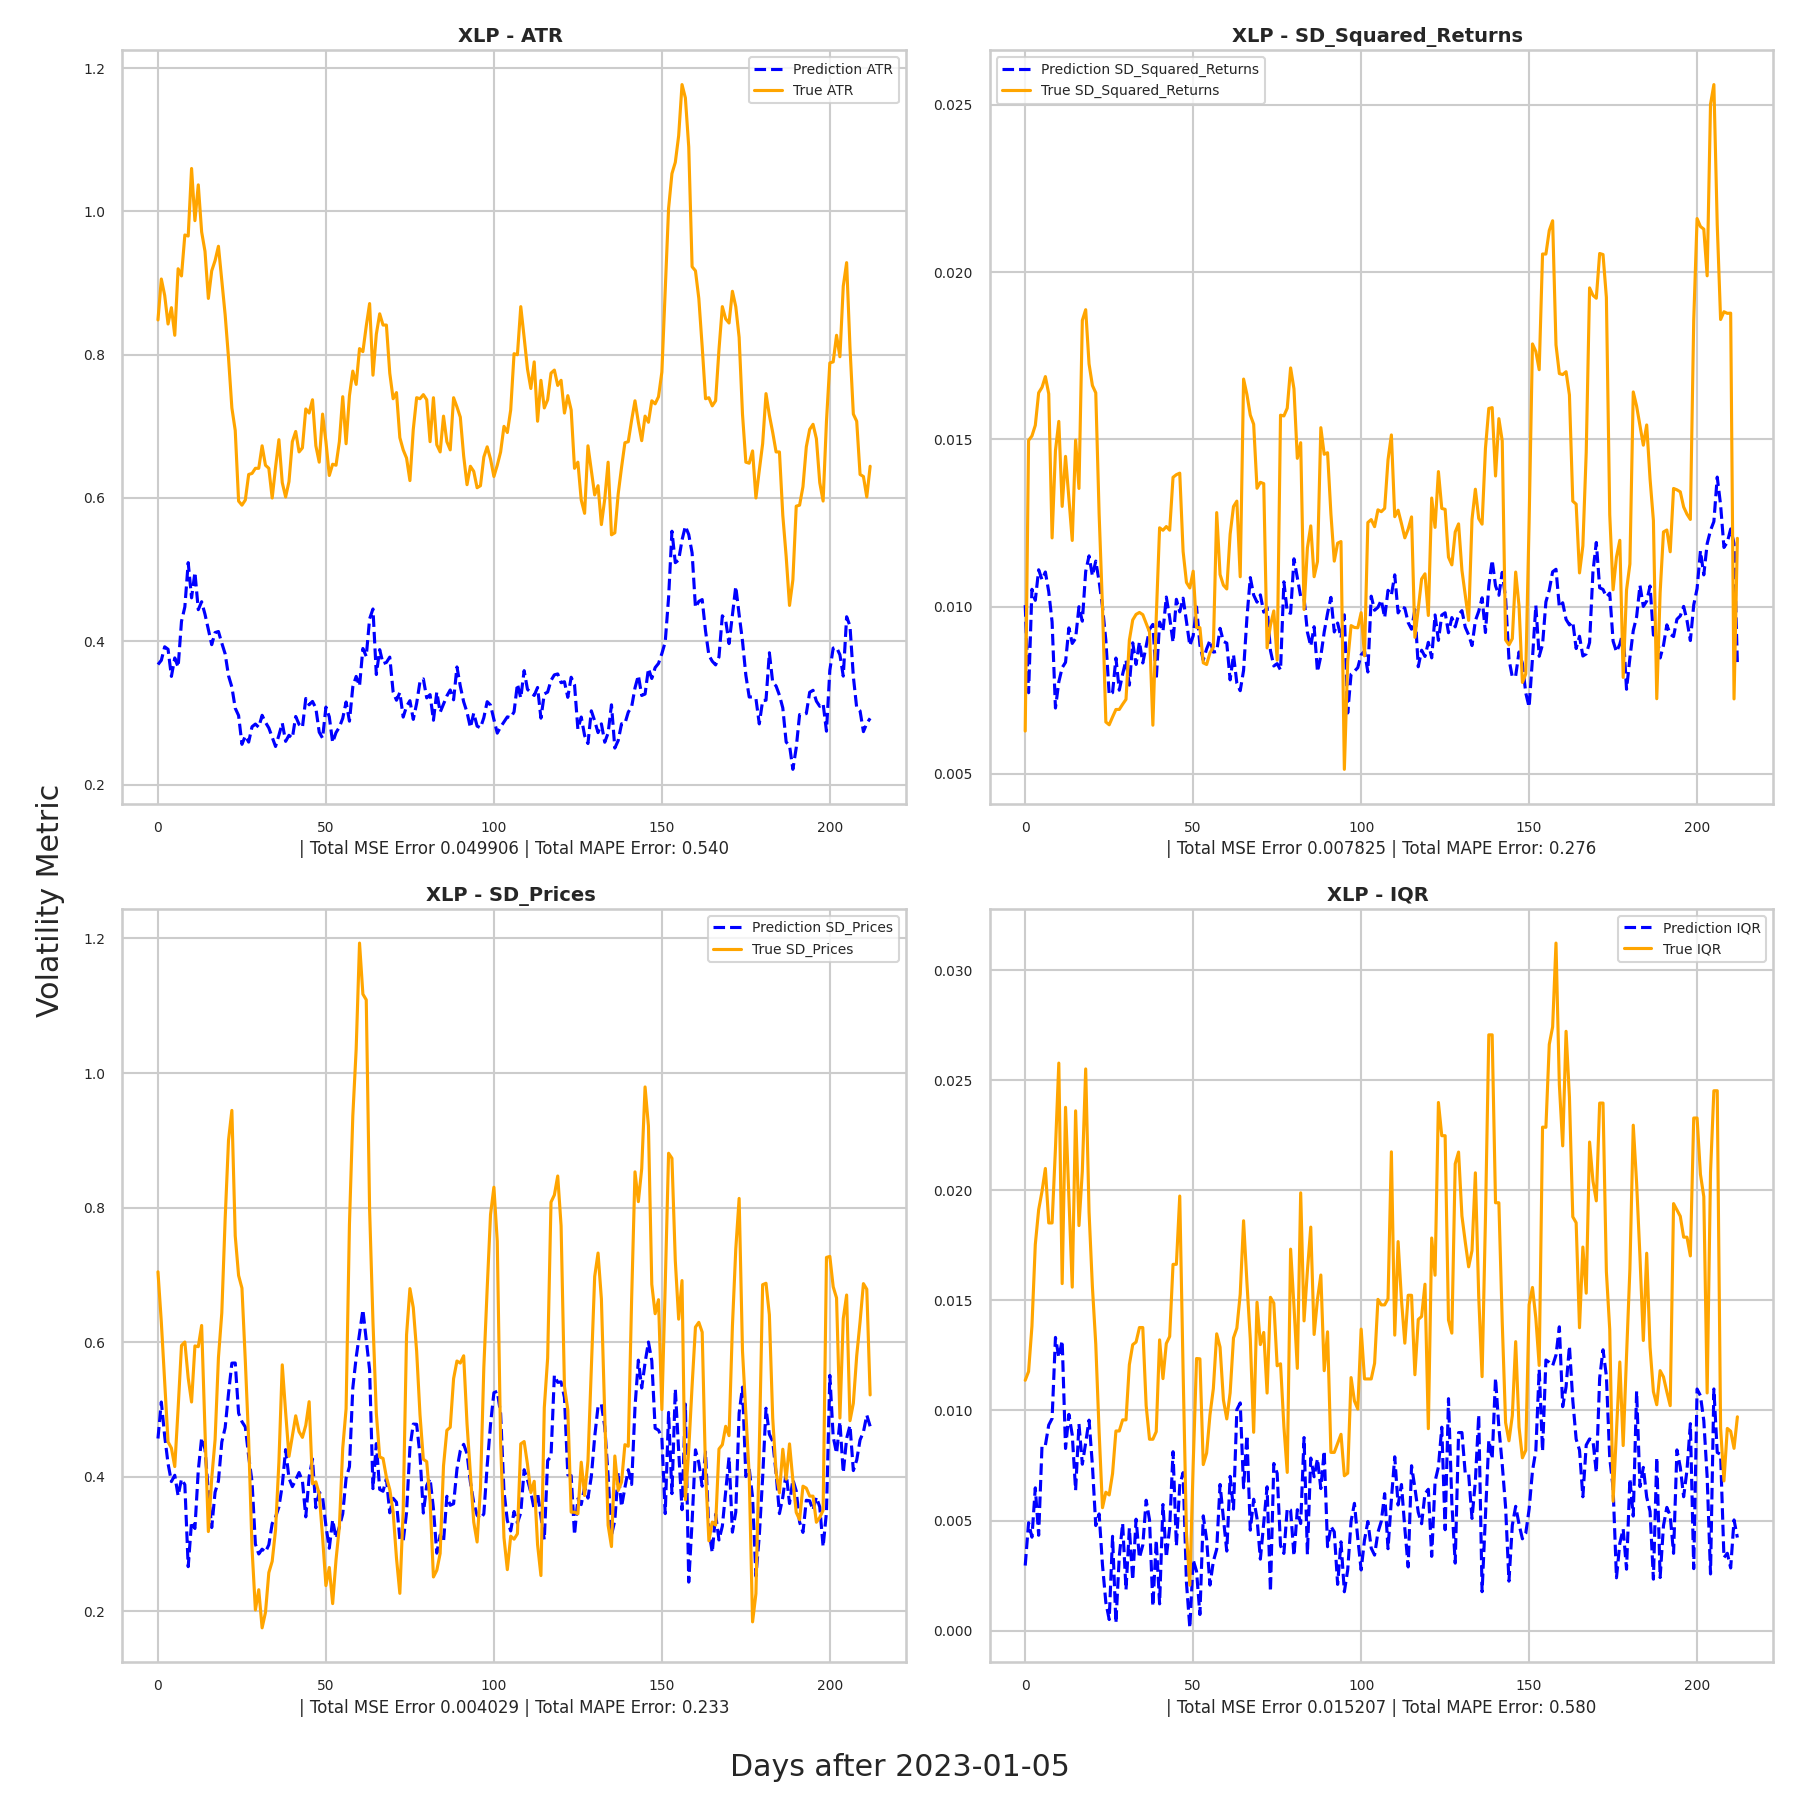 XLP - ATR
Prediction ATR
True ATR
1.2
1.0
0.8
0.6
0.4
0.2
0 50 100 150 200
| Total MSE Error 0.049906 | Total MAPE Error: 0.540
XLP - SD_Squared_Returns
Prediction SD_Squared_Returns
True SD_Squared_Returns
0.025
0.020
0.015
0.010
0.005
0 50 100 150 200
| Total MSE Error 0.007825 | Total MAPE Error: 0.276
Volatility Metric
XLP - SD_Prices
Prediction SD_Prices
True SD_Prices
1.2
1.0
0.8
0.6
0.4
0.2
0 50 100 150 200
| Total MSE Error 0.004029 | Total MAPE Error: 0.233
XLP - IQR
Prediction IQR
True IQR
0.030
0.025
0.020
0.015
0.010
0.005
0.000
0 50 100 150 200
| Total MSE Error 0.015207 | Total MAPE Error: 0.580
Days after 2023-01-05